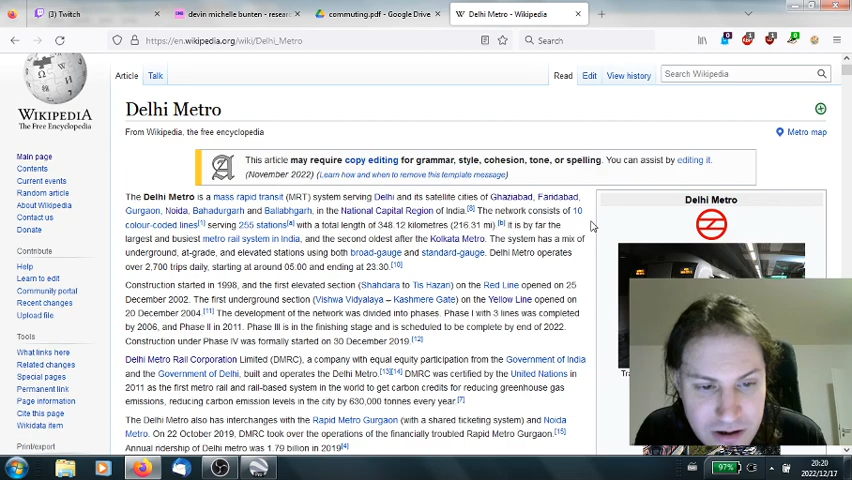 (3) Twitch
devin michelle bunten - resear
commuting.pdf - Google Drive
Delhi Metro - Wikipedia
https://en.wikipedia.org/wiki/Delhi_Metro
Search
WIKIPEDIA
The Free Encyclopedia
Article Talk
Read Edit View history
Search Wikipedia
Main page
Contents
Current events
Random article
About Wikipedia
Contact us
Donate
Contribute
Help
Learn to edit
Community portal
Recent changes
Upload file
Tools
What links here
Related changes
Special pages
Permanent link
Page information
Cite this page
Wikidata item
Print/export
Delhi Metro
From Wikipedia, the free encyclopedia
Metro map
This article may require copy editing for grammar, style, cohesion, tone, or spelling. You can assist by editing it.
(November 2022) (Learn how and when to remove this template message)
The Delhi Metro is a mass rapid transit (MRT) system serving Delhi and its satellite cities of Ghaziabad, Faridabad,
Gurgaon, Noida, Bahadurgarh and Ballabhgarh, in the National Capital Region of India. The network consists of 10
colour-coded lines[1] serving 255 stations[a] with a total length of 348.12 kilometres (216.31 mi).[b] It is by far the
largest and busiest metro rail system in India, and the second oldest after the Kolkata Metro. The system has a mix of
underground, at-grade, and elevated stations using both broad-gauge and standard-gauge. Delhi Metro operates
over 2,700 trips daily, starting at around 05:00 and ending at 23:30.[10]
Construction started in 1998, and the first elevated section (Shahdara to Tis Hazari) on the Red Line opened on 25
December 2002. The first underground section (Vishwa Vidyalaya – Kashmere Gate) on the Yellow Line opened on
20 December 2004.[11] The development of the network was divided into phases. Phase I with 3 lines was completed
by 2006, and Phase II in 2011. Phase III is in the finishing stage and is scheduled to be complete by end of 2022.
Construction under Phase IV was formally started on 30 December 2019.[12]
Delhi Metro Rail Corporation Limited (DMRC), a company with equal equity participation from the Government of India
and the Government of Delhi, built and operates the Delhi Metro.[13][14] DMRC was certified by the United Nations in
2011 as the first metro rail and rail-based system in the world to get carbon credits for reducing greenhouse gas
emissions, reducing carbon emission levels in the city by 630,000 tonnes every year.[7]
The Delhi Metro also has interchanges with the Rapid Metro Gurgaon (with a shared ticketing system) and Noida
Metro. On 22 October 2019, DMRC took over the operations of the financially troubled Rapid Metro Gurgaon.[15]
Annual ridership of Delhi metro was 1.79 billion in 2019[4]
Delhi Metro
97%
20:20
2022/12/17